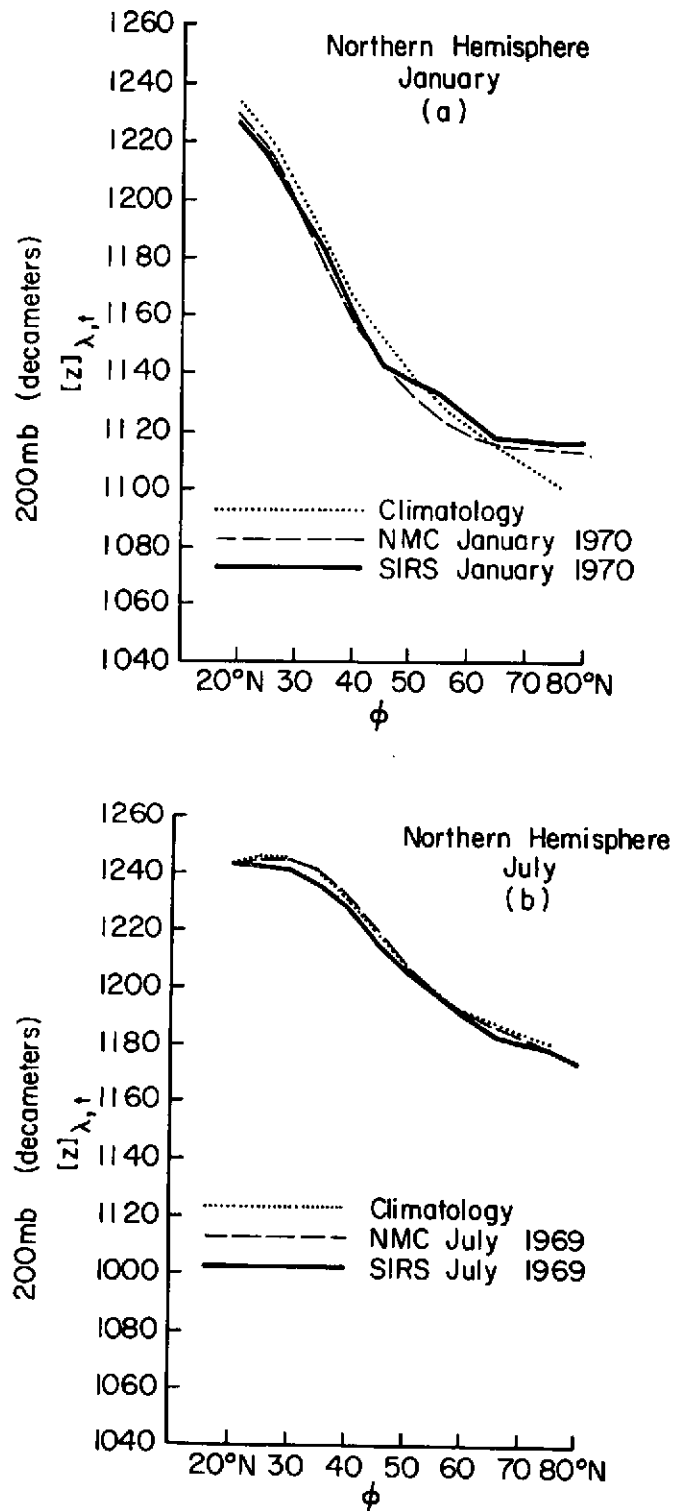 1260
Northern Hemisphere
January
(a)
1240
1220
1200
1180
1160
1140
1120
1100
1080
1060
1040
200mb (decameters)
[z]λ,t
Climatology
NMC January 1970
SIRS January 1970
20°N 30 40 50 60 70 80°N
ϕ
1260
Northern Hemisphere
July
(b)
1240
1220
1200
1180
1160
1140
1120
1000
1080
1060
1040
200mb (decameters)
[z]λ,t
Climatology
NMC July 1969
SIRS July 1969
20°N 30 40 50 60 70 80°N
ϕ